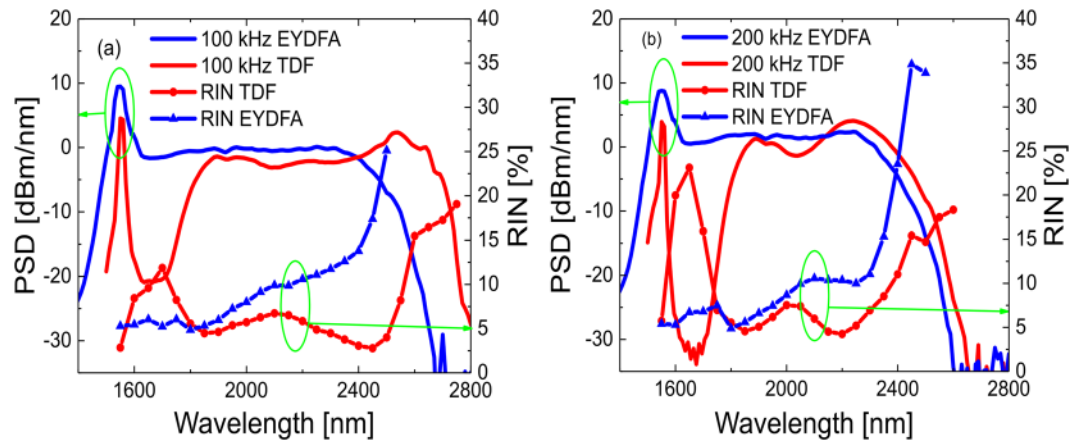 (a)
100 kHz EYDFA
100 kHz TDF
RIN TDF
RIN EYDFA
PSD [dBm/nm]
20
10
0
-10
-20
-30
40
35
30
25
20
15
10
5
0
RIN [%]
1600 2000 2400 2800
Wavelength [nm]
(b)
200 kHz EYDFA
200 kHz TDF
RIN TDF
RIN EYDFA
PSD [dBm/nm]
20
10
0
-10
-20
-30
40
35
30
25
20
15
10
5
0
RIN [%]
1600 2000 2400 2800
Wavelength [nm]